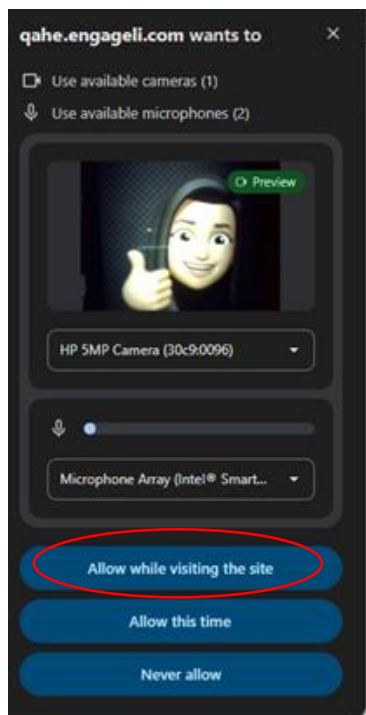 qahe.engageli.com wants to
Use available cameras (1)
Use available microphones (2)
Preview
HP 5MP Camera (30c9:0096)
Microphone Array (Intel® Smart...
Allow while visiting the site
Allow this time
Never allow